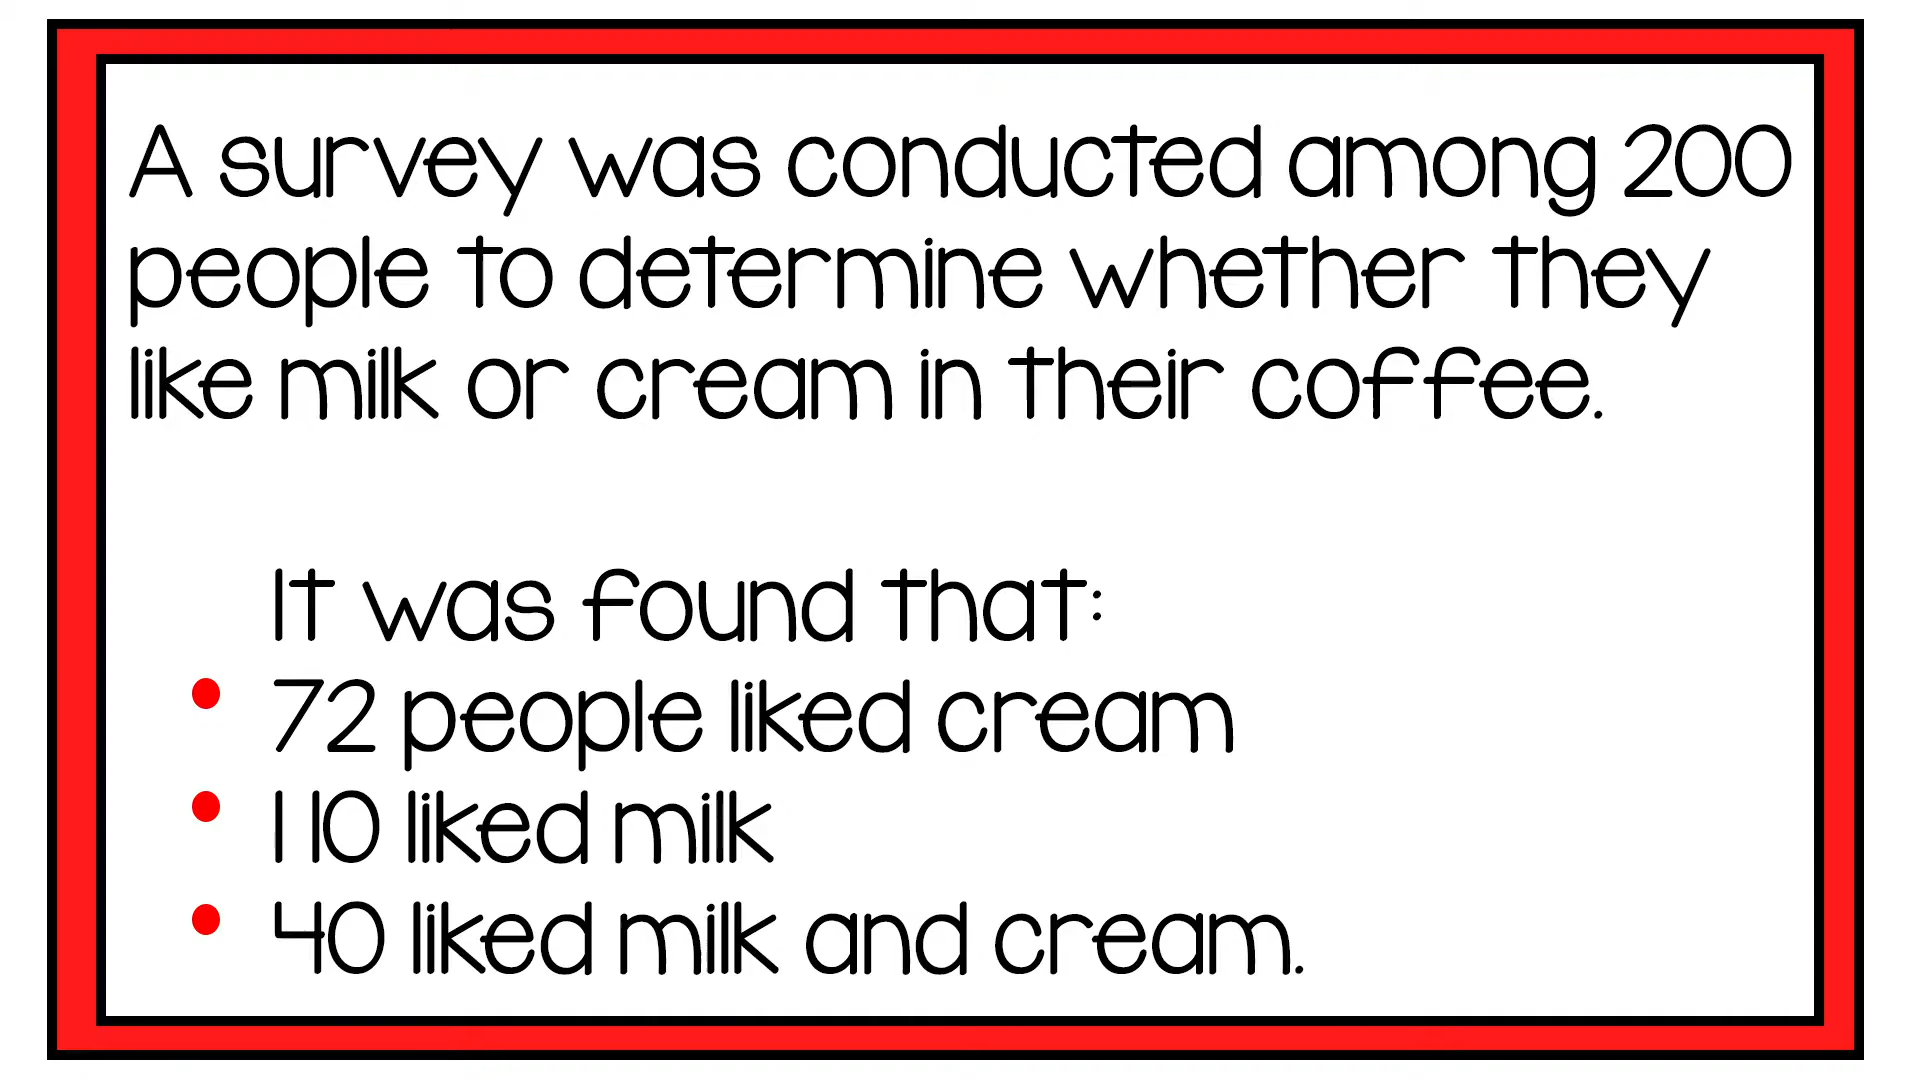 A survey was conducted among 200
people to determine whether they
like milk or cream in their coffee.
It was found that:
• 72 people liked cream
• 110 liked milk
• 40 liked milk and cream.